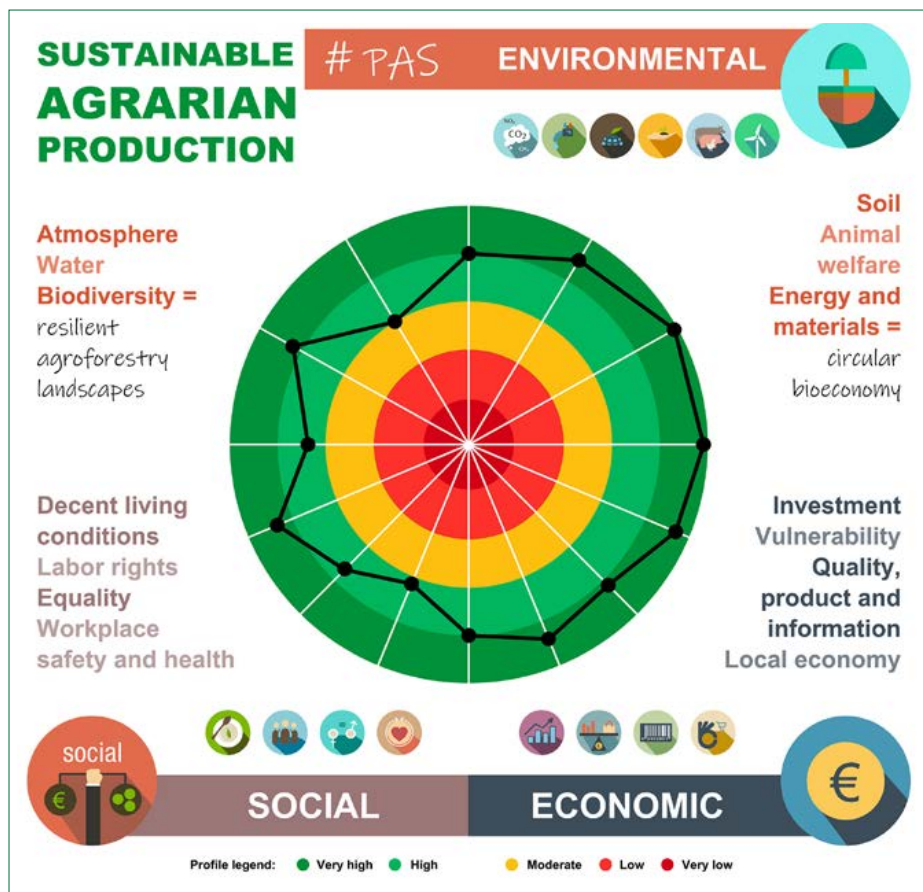 SUSTAINABLE
AGRARIAN
PRODUCTION
#PAS
ENVIRONMENTAL
NO₂
CO₂
CH₄
Atmosphere
Water
Biodiversity =
resilient
agroforestry
landscapes
Soil
Animal
welfare
Energy and
materials =
circular
bioeconomy
Decent living
conditions
Labor rights
Equality
Workplace
safety and health
Investment
Vulnerability
Quality,
product and
information
Local economy
social
€
SOCIAL
ECONOMIC
€
Profile legend: Very high High Moderate Low Very low